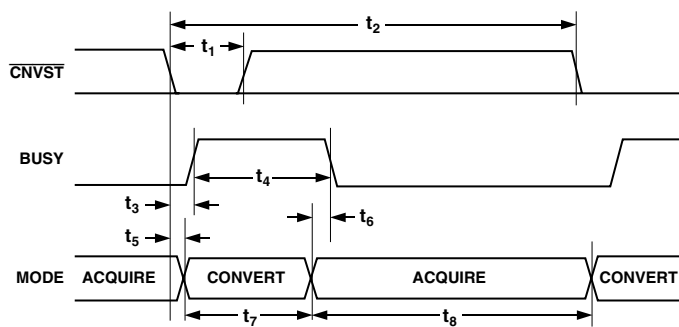 t2
t1
CNVST
BUSY
t4
t3
t6
t5
MODE ACQUIRE CONVERT ACQUIRE CONVERT
t7 t8